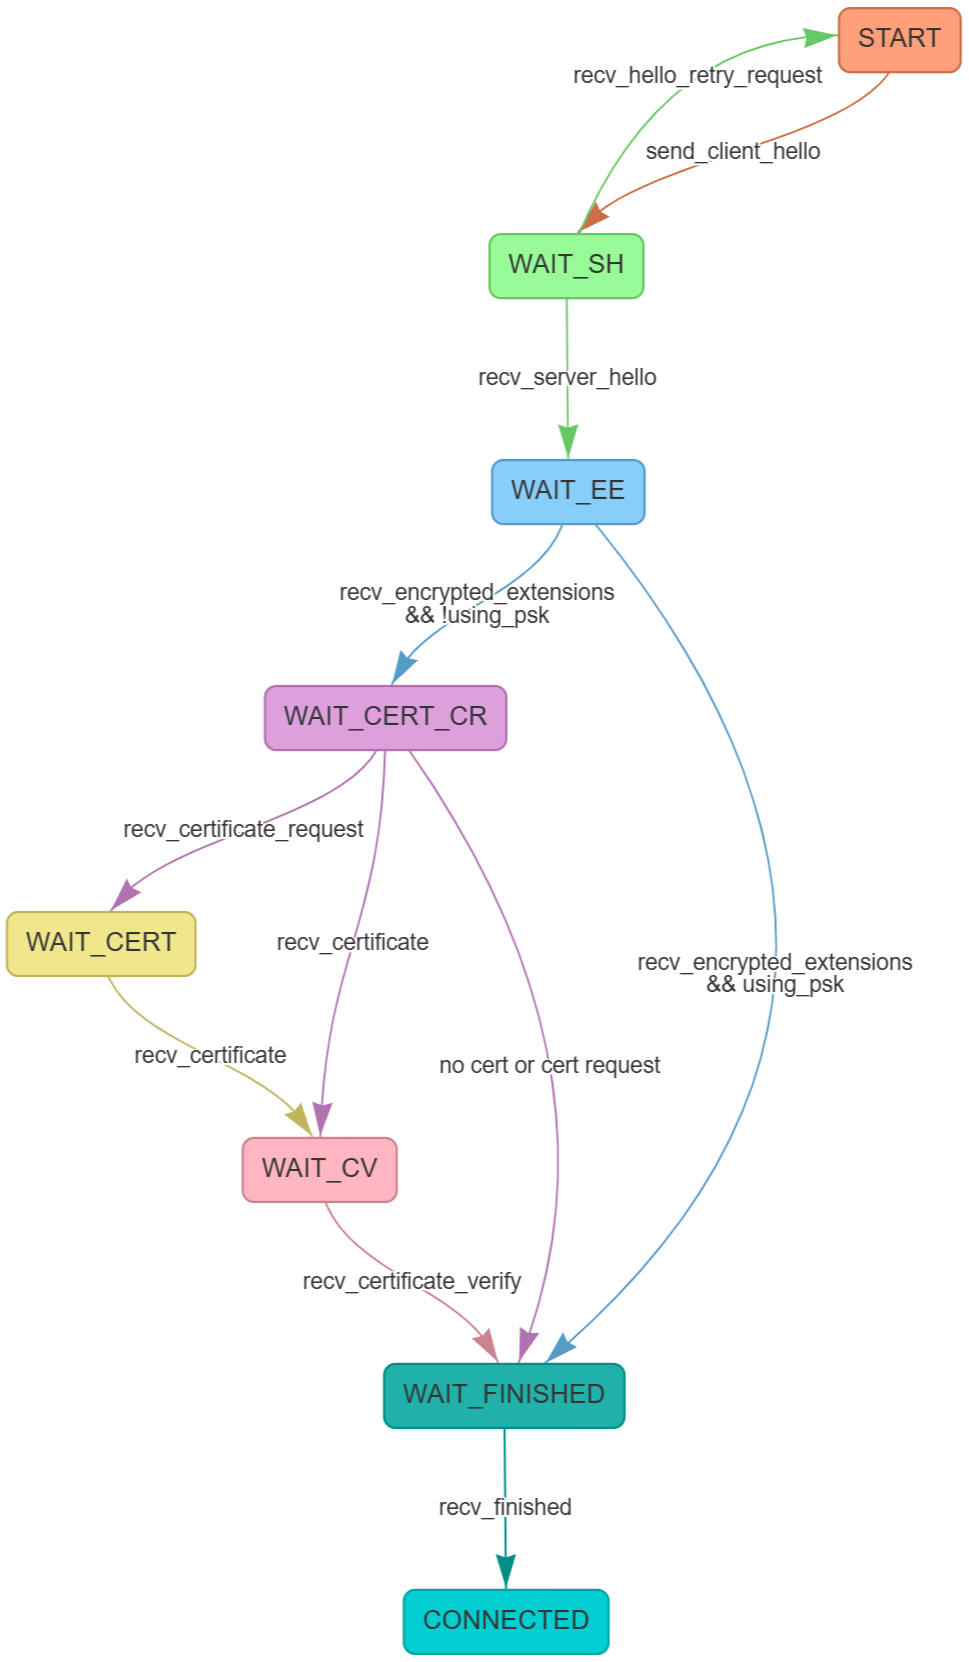 START
recv_hello_retry_request
send_client_hello
WAIT_SH
recv_server_hello
WAIT_EE
recv_encrypted_extensions
&& !using_psk
WAIT_CERT_CR
recv_certificate_request
WAIT_CERT
recv_certificate
recv_encrypted_extensions
&& using_psk
recv_certificate
no cert or cert request
WAIT_CV
recv_certificate_verify
WAIT_FINISHED
recv_finished
CONNECTED